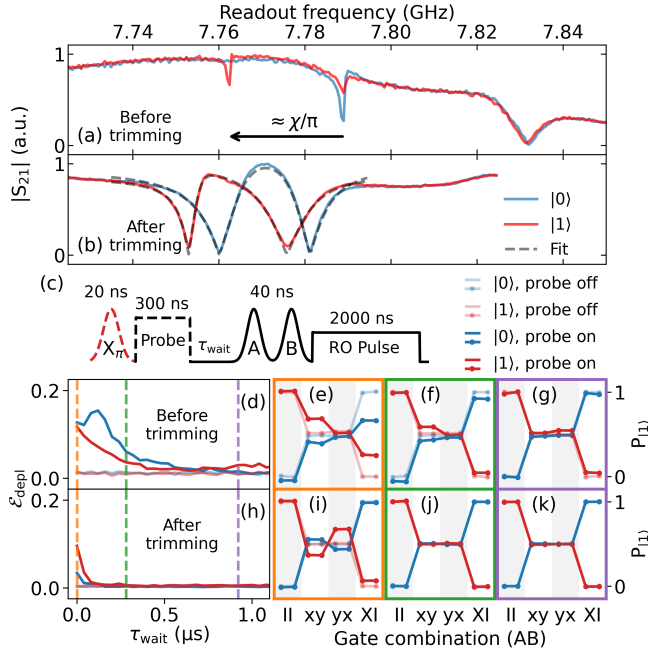 Readout frequency (GHz)
7.74 7.76 7.78 7.80 7.82 7.84
1
0
Before
trimming
(a)
≈ χ/π
|S21| (a.u.)
1
0
After
trimming
(b)
|0⟩
|1⟩
Fit
(c)
20 ns
300 ns
40 ns
2000 ns
Xπ
Probe
τwait
A
B
RO Pulse
|0⟩, probe off
|1⟩, probe off
|0⟩, probe on
|1⟩, probe on
0.2
0.0
Before
trimming
(d)
(e)
(f)
(g)
1
0
P|1⟩
ℰdepl
0.2
0.0
After
trimming
(h)
(i)
(j)
(k)
1
0
P|1⟩
0.0 0.5 1.0
τwait (μs)
II xy yx XI II xy yx XI II xy yx XI
Gate combination (AB)